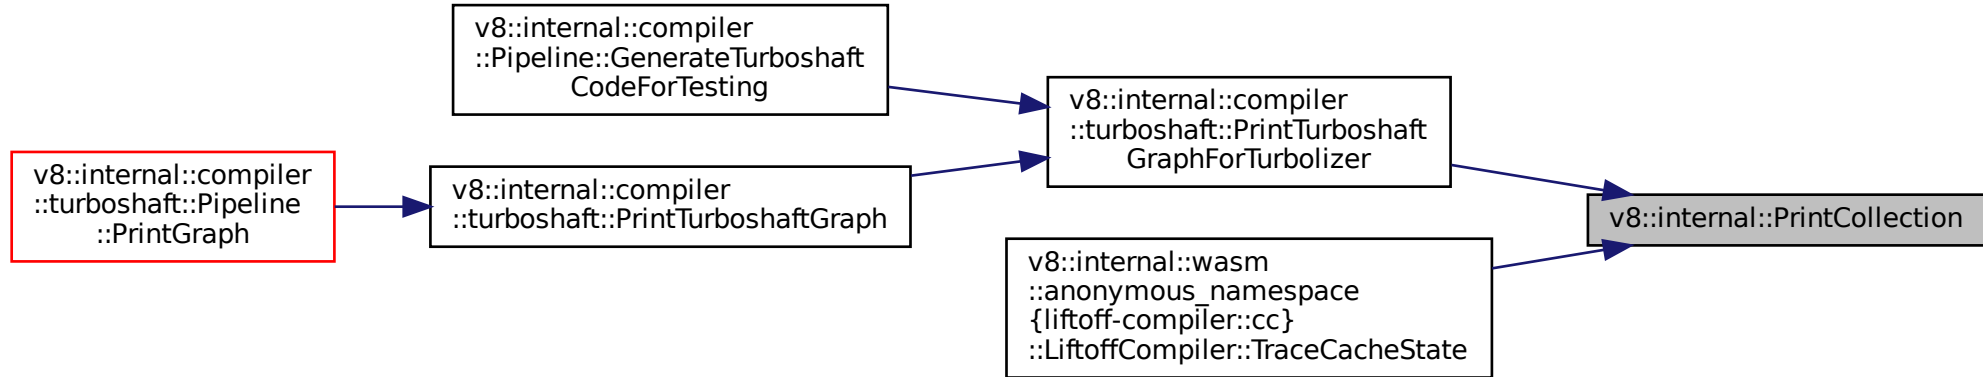 v8::internal::compiler
::Pipeline::GenerateTurboshaft
CodeForTesting
v8::internal::compiler
::turboshaft::PrintTurboshaft
GraphForTurbolizer
v8::internal::compiler
::turboshaft::Pipeline
::PrintGraph
v8::internal::compiler
::turboshaft::PrintTurboshaftGraph
v8::internal::PrintCollection
v8::internal::wasm
::anonymous_namespace
{liftoff-compiler::cc}
::LiftoffCompiler::TraceCacheState